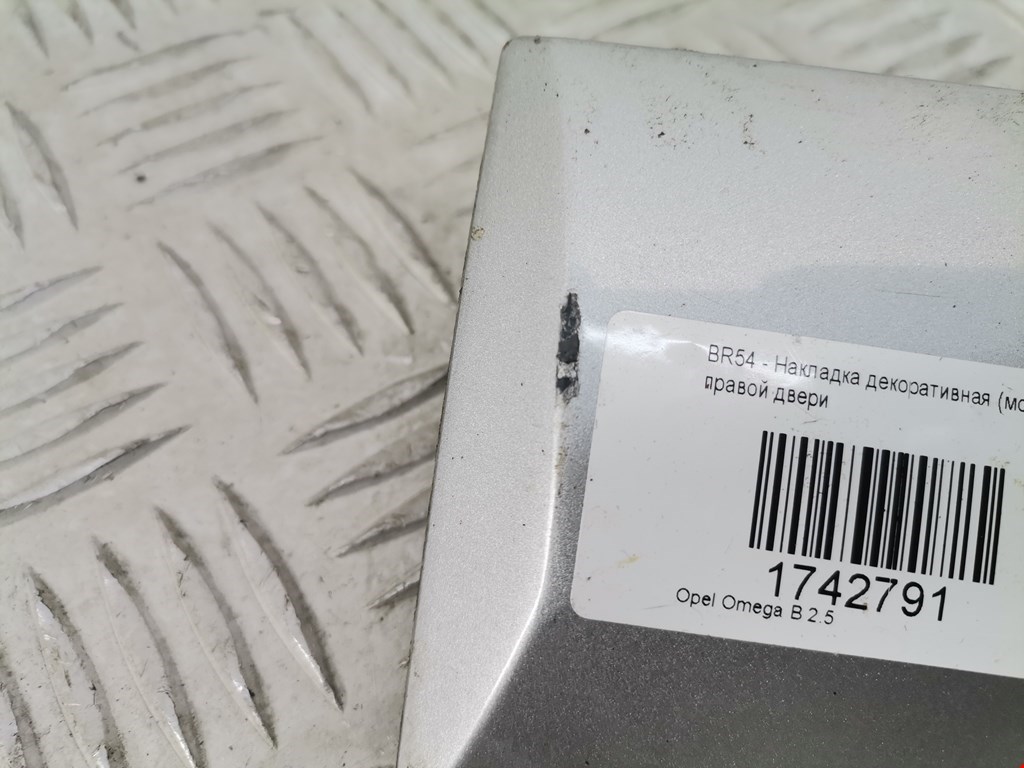 BR54 - Накладка декоративная (мо
правой двери
1742791
Opel Omega B 2.5